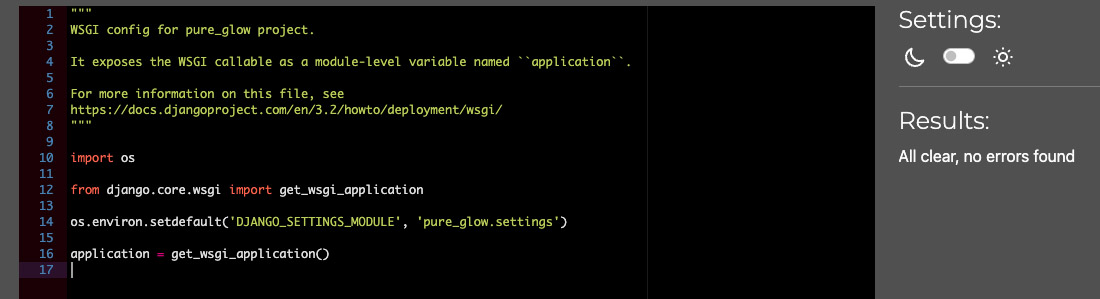 1 """
2 WSGI config for pure_glow project.
3
4 It exposes the WSGI callable as a module-level variable named ``application``.
5
6 For more information on this file, see
7 https://docs.djangoproject.com/en/3.2/howto/deployment/wsgi/
8 """
9
10 import os
11
12 from django.core.wsgi import get_wsgi_application
13
14 os.environ.setdefault('DJANGO_SETTINGS_MODULE', 'pure_glow.settings')
15
16 application = get_wsgi_application()
17
Settings:
Results:
All clear, no errors found